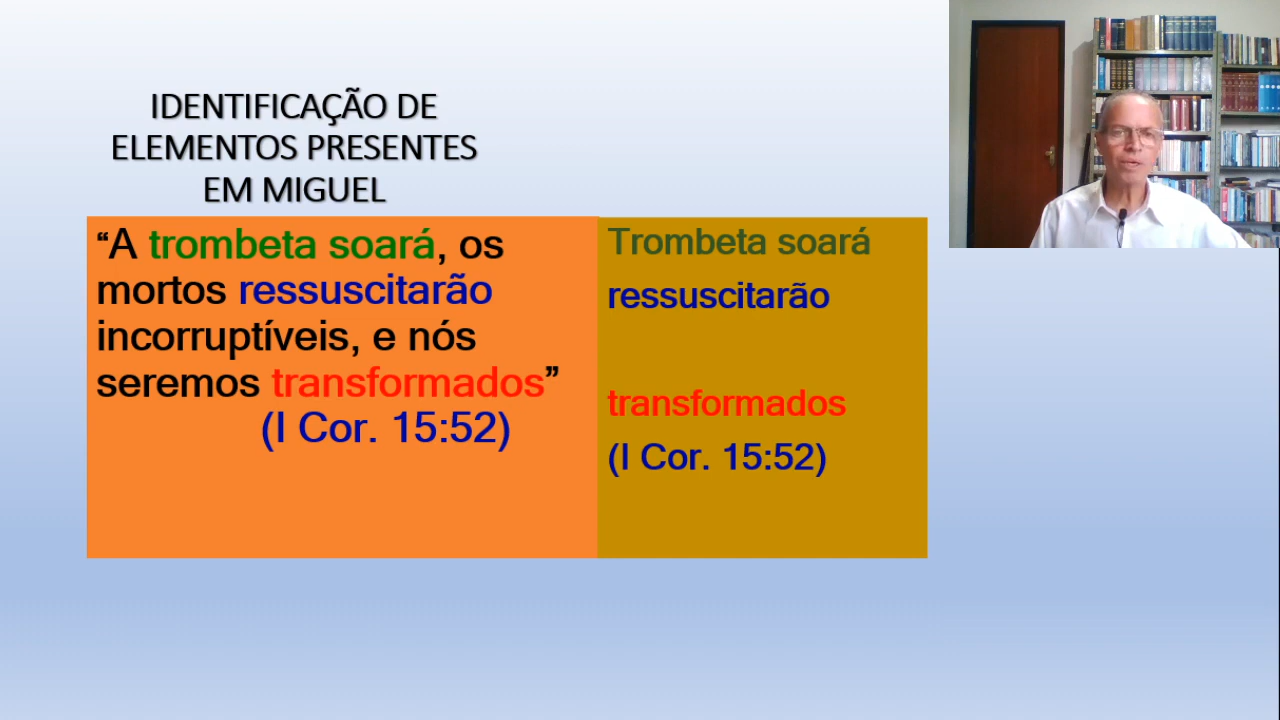 IDENTIFICAÇÃO DE
ELEMENTOS PRESENTES
EM MIGUEL
“A trombeta soará, os
mortos ressuscitarão
incorruptíveis, e nós
seremos transformados”
(I Cor. 15:52)
Trombeta soará
ressuscitarão
transformados
(I Cor. 15:52)